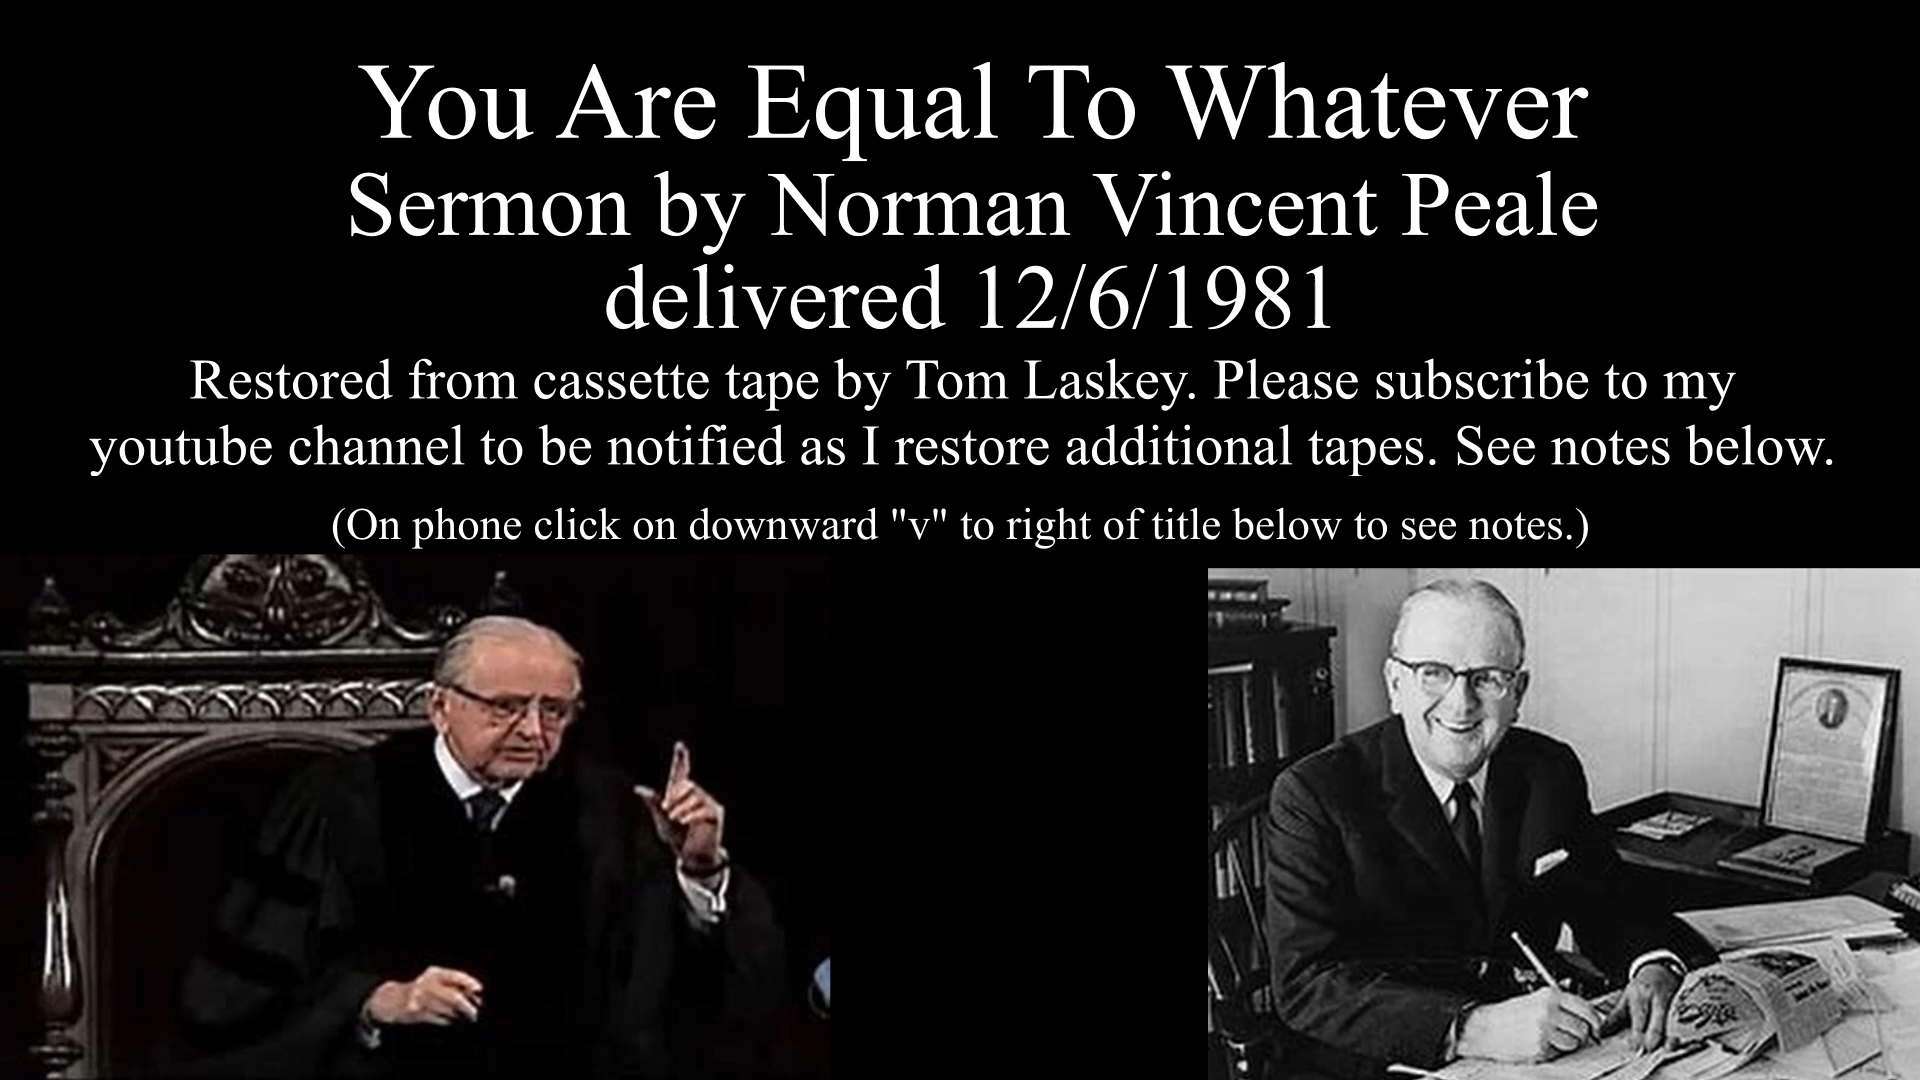 You Are Equal To Whatever
Sermon by Norman Vincent Peale
delivered 12/6/1981
Restored from cassette tape by Tom Laskey. Please subscribe to my
youtube channel to be notified as I restore additional tapes. See notes below.
(On phone click on downward "v" to right of title below to see notes.)